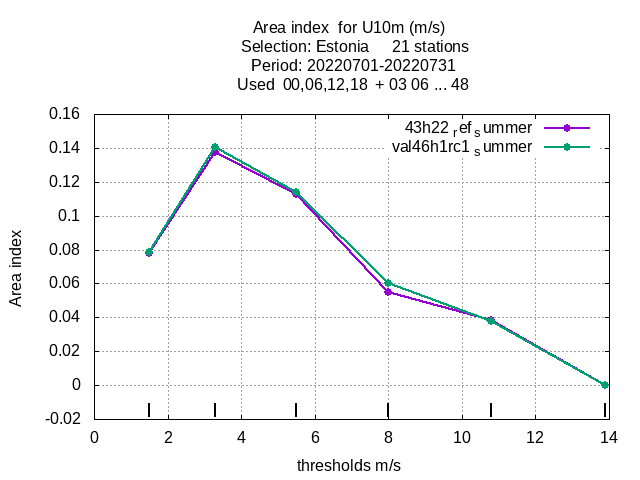 Area index for U10m (m/s)
Selection: Estonia 21 stations
Period: 20220701-20220731
Used 00,06,12,18 + 03 06 ... 48
0.16
43h22 ref summer
0.14
val46h1rc1 summer
0.12
0.1
0.08
0.06
0.04
0.02
0
-0.02
Area index
0 2 4 6 8 10 12 14
thresholds m/s